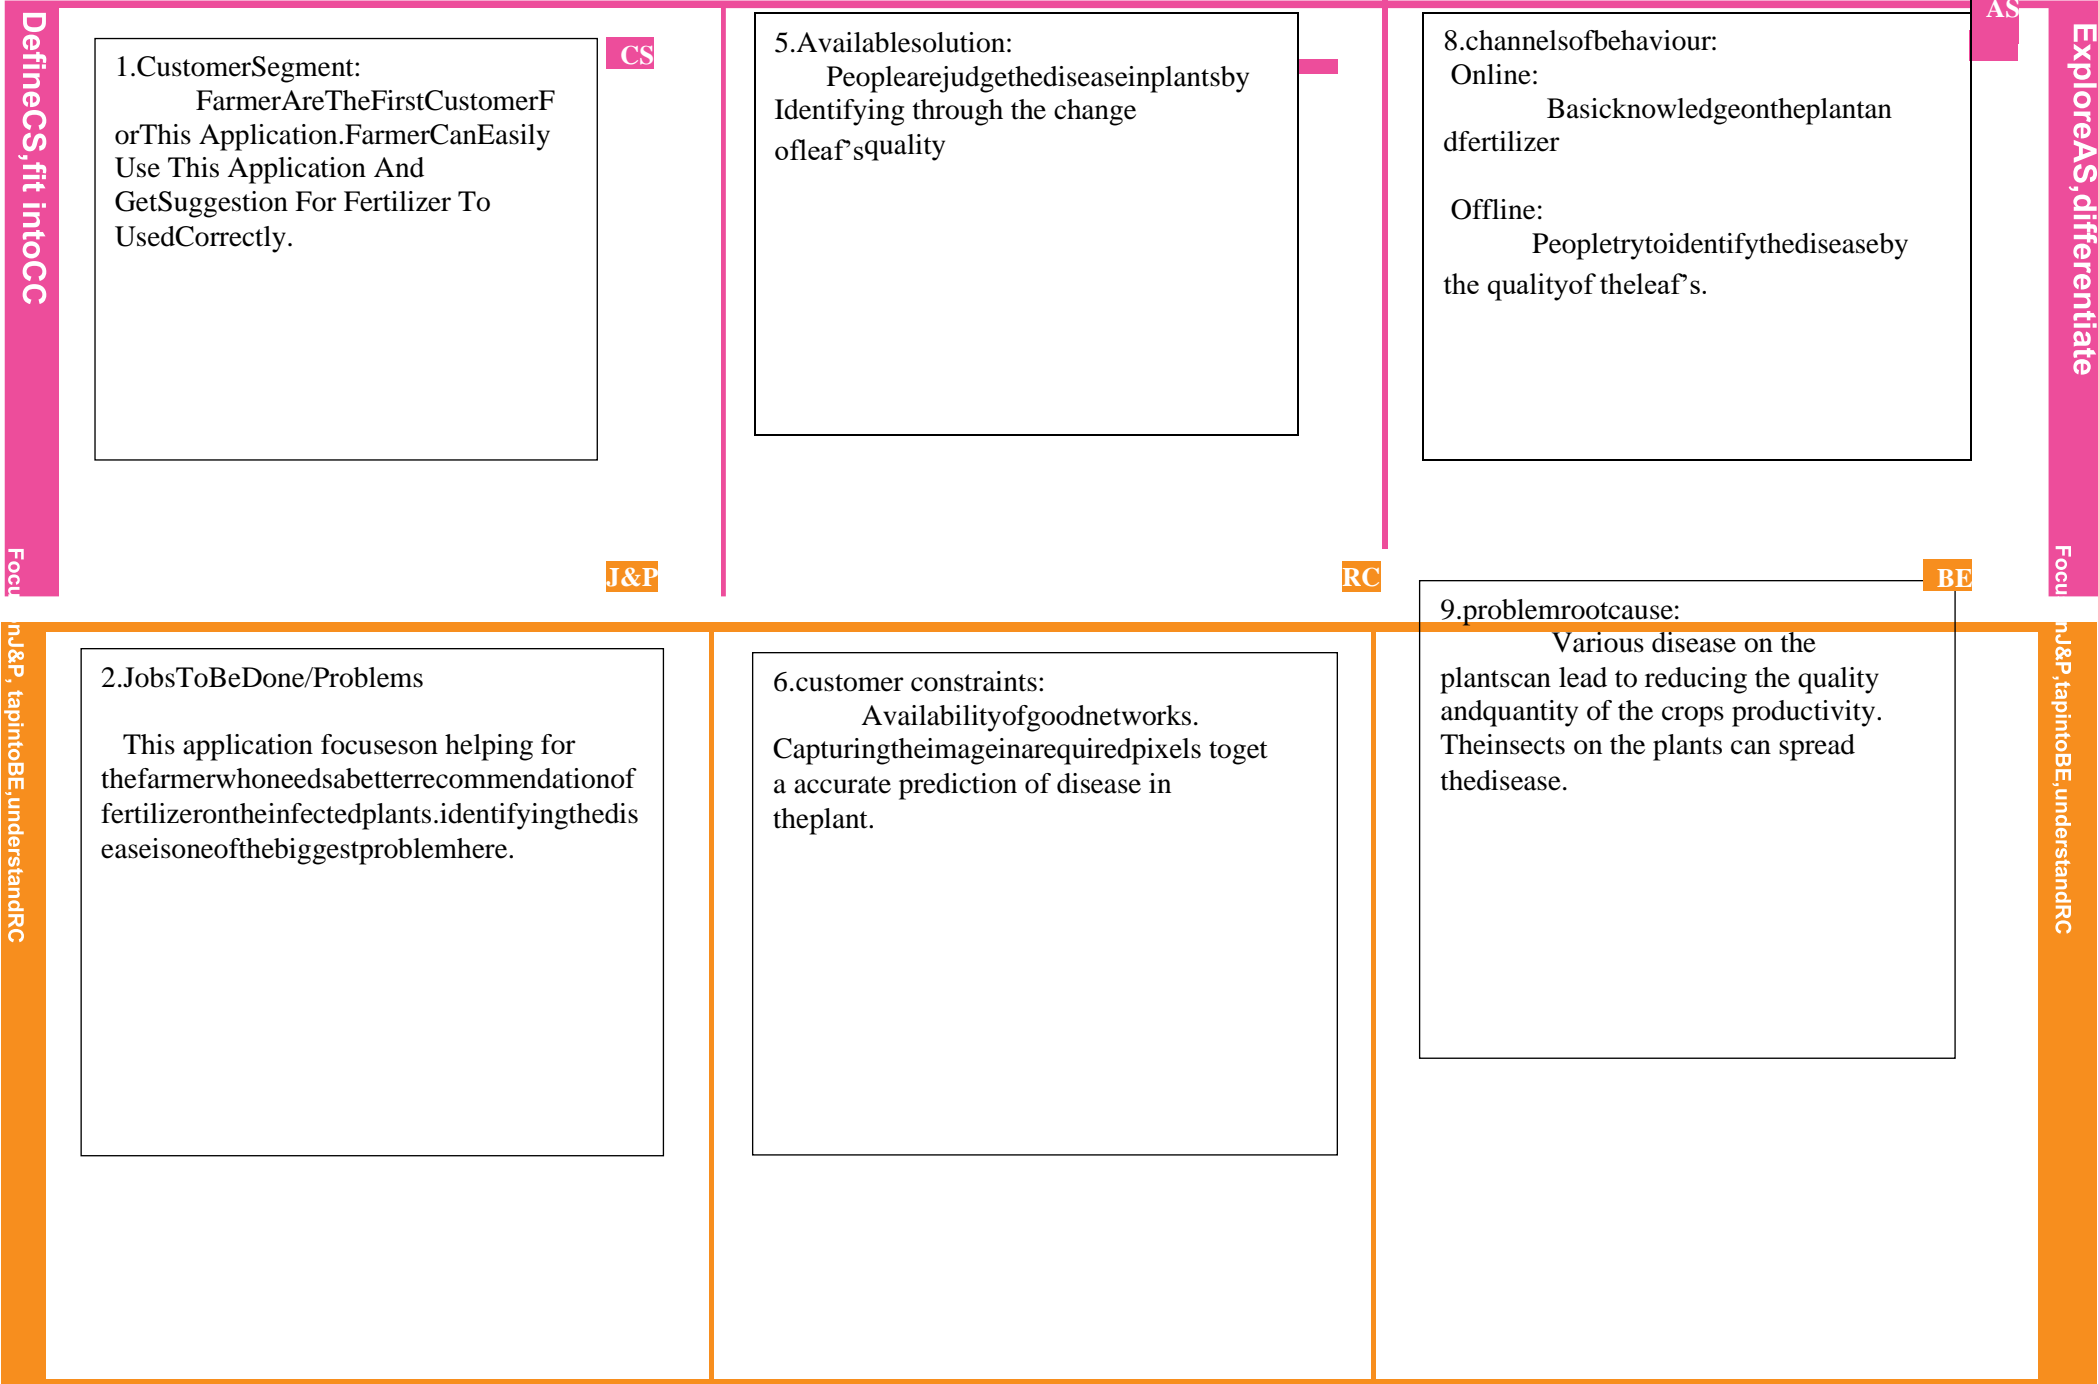 DefineCS,fit intoCC
CS
1.CustomerSegment:
FarmerAreTheFirstCustomerF
orThis Application.FarmerCanEasily
Use This Application And
GetSuggestion For Fertilizer To
UsedCorrectly.
5.Availablesolution:
Peoplearejudgethediseaseinplantsby
Identifying through the change
ofleaf’squality
AS
8.channelsofbehaviour:
Online:
Basicknowledgeontheplantan
dfertilizer
Offline:
Peopletrytoidentifythediseaseby
the qualityof theleaf’s.
ExploreAS,differentiate
Focu
nJ&P, tapintoBE,understandRC
J&P
2.JobsToBeDone/Problems
This application focuseson helping for
thefarmerwhoneedsabetterrecommendationof
fertilizerontheinfectedplants.identifyingthedis
easeisoneofthebiggestproblemhere.
RC
6.customer constraints:
Availabilityofgoodnetworks.
Capturingtheimageinarequiredpixels toget
a accurate prediction of disease in
theplant.
BE
9.problemrootcause:
Various disease on the
plantscan lead to reducing the quality
andquantity of the crops productivity.
Theinsects on the plants can spread
thedisease.
Focu
nJ&P,tapintoBE,understandRC